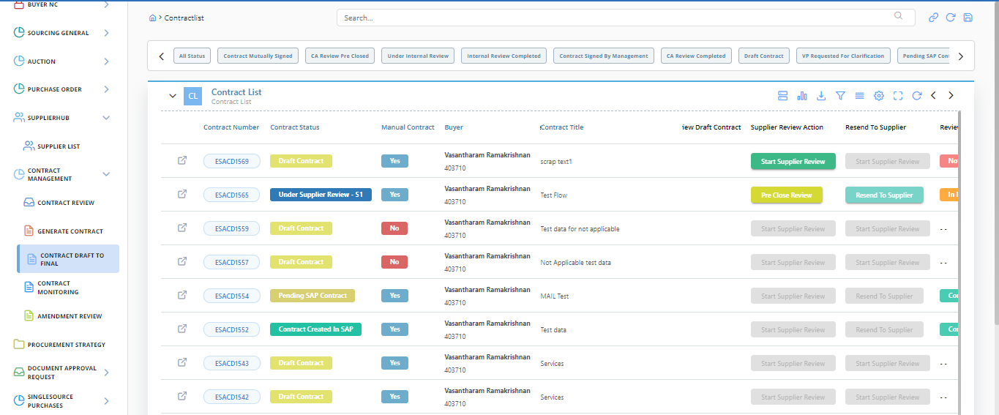 BUYER NC
SOURCING GENERAL
AUCTION
PURCHASE ORDER
SUPPLIERHUB
SUPPLIER LIST
CONTRACT
MANAGEMENT
CONTRACT REVIEW
GENERATE CONTRACT
CONTRACT DRAFT TO
FINAL
CONTRACT
MONITORING
AMENDMENT REVIEW
PROCUREMENT STRATEGY
DOCUMENT APPROVAL
REQUEST
SINGLESOURCE
PURCHASES
Contractlist
Search...
All Status Contract Mutually Signed CA Review Pre Closed Under Internal Review Internal Review Completed Contract Signed By Management CA Review Completed Draft Contract VP Requested For Clarification Pending SAP Cont
CL
Contract List
Contract List
Contract Number Contract Status Manual Contract Buyer Contract Title iew Draft Contract Supplier Review Action Resend To Supplier Review
ESACD1569 Draft Contract Yes Vasantharam Ramakrishnan scrap text1 Start Supplier Review Start Supplier Review No
403710
ESACD1565 Under Supplier Review - S1 Yes Vasantharam Ramakrishnan Test Flow Pre Close Review Resend To Supplier In
403710
ESACD1559 Draft Contract No Vasantharam Ramakrishnan Test data for not applicable Start Supplier Review Start Supplier Review - -
403710
ESACD1557 Draft Contract No Vasantharam Ramakrishnan Not Applicable test data Start Supplier Review Start Supplier Review - -
403710
ESACD1554 Pending SAP Contract Yes Vasantharam Ramakrishnan MAIL Test Start Supplier Review Resend To Supplier Co
403710
ESACD1552 Contract Created In SAP Yes Vasantharam Ramakrishnan Test data Start Supplier Review Resend To Supplier Co
403710
ESACD1543 Draft Contract Yes Vasantharam Ramakrishnan Services Start Supplier Review Start Supplier Review - -
403710
ESACD1542 Draft Contract Yes Vasantharam Ramakrishnan Services Start Supplier Review Start Supplier Review - -
403710